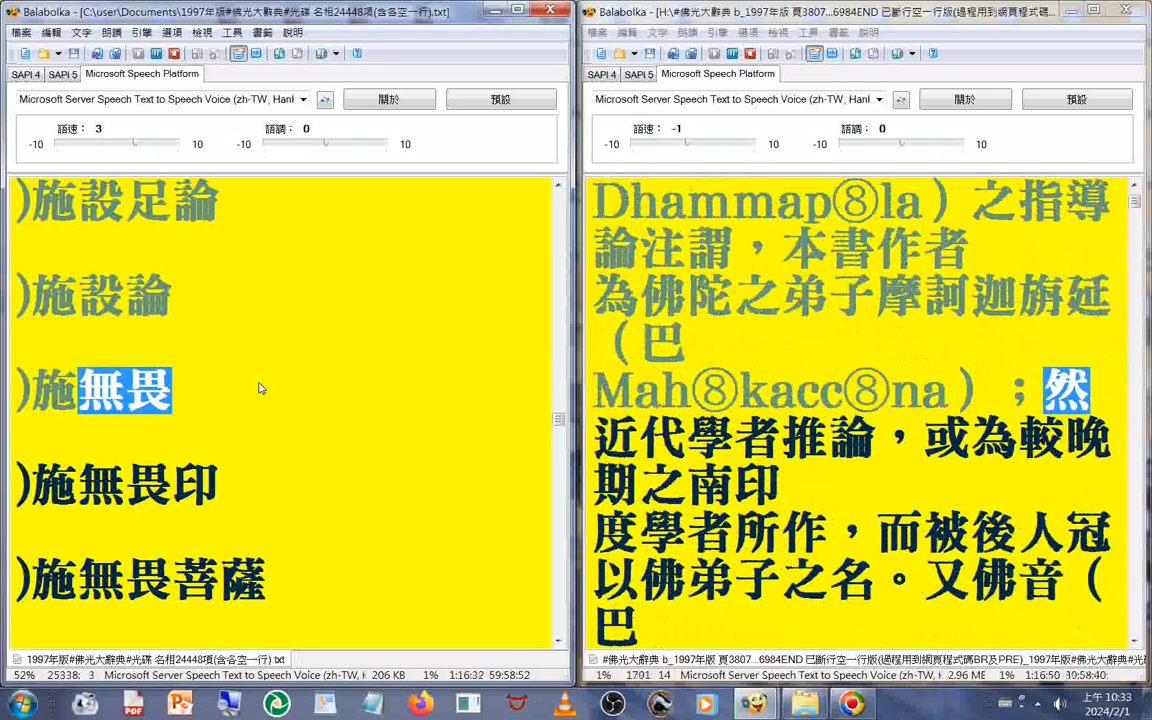 Balabolka - [C:\user\Documents\1997年版#佛光大辭典#光碟 名相24448項(含各空一行).txt]
檔案 編輯 文字 朗讀 引擎 選項 檢視 工具 書籤 說明
SAPI 4 SAPI 5 Microsoft Speech Platform
Microsoft Server Speech Text to Speech Voice (zh-TW, Hanl 關於 預設
語速： 3 語調： 0
-10 10 -10 10
)施設足論
)施設論
)施無畏
)施無畏印
)施無畏菩薩
1997年版#佛光大辭典#光碟 名相24448項(含各空一行).txt
52% 25338: 3 Microsoft Server Speech Text to Speech Voice (zh-TW, H 206 KB 1% 1:16:32 59:58:52
Balabolka - [H:\#佛光大辭典 b_1997年版 頁3807...6984END 已斷行空一行版(過程用到網頁程式碼...
檔案 編輯 文字 朗讀 引擎 選項 檢視 工具 書籤 說明
SAPI 4 SAPI 5 Microsoft Speech Platform
Microsoft Server Speech Text to Speech Voice (zh-TW, Hanl 關於 預設
語速： -1 語調： 0
-10 10 -10 10
Dhammap⑧la）之指導
論注謂，本書作者
為佛陀之弟子摩訶迦旃延
（巴
Mah⑧kacc⑧na）；然
近代學者推論，或為較晚
期之南印
度學者所作，而被後人冠
以佛弟子之名。又佛音（
巴
#佛光大辭典 b_1997年版 頁3807...6984END 已斷行空一行版(過程用到網頁程式碼BR及PRE)_1997年版#光
1% 1701: 14 Microsoft Server Speech Text to Speech Voice (zh-TW, H 2.96 ME 1% 1:16:50 59:58:40
PDF
上午 10:33
2024/2/1